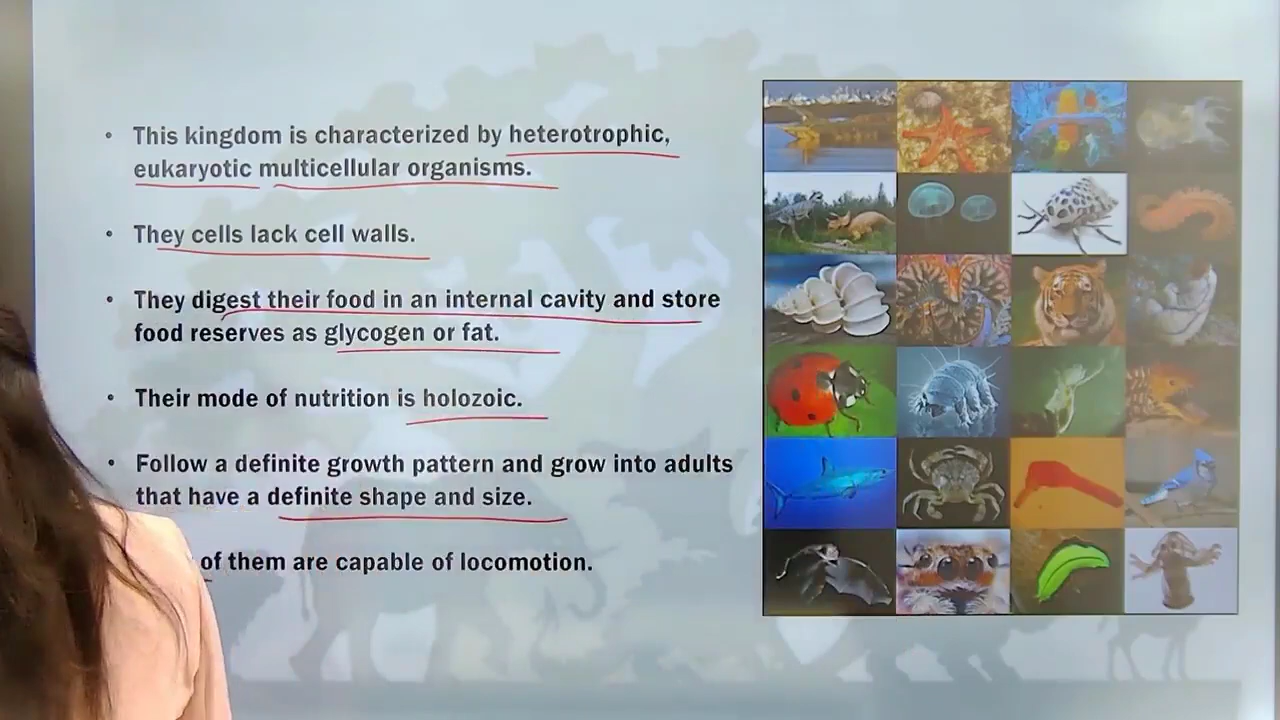 • This kingdom is characterized by heterotrophic,
eukaryotic multicellular organisms.
• They cells lack cell walls.
• They digest their food in an internal cavity and store
food reserves as glycogen or fat.
• Their mode of nutrition is holozoic.
• Follow a definite growth pattern and grow into adults
that have a definite shape and size.
of them are capable of locomotion.